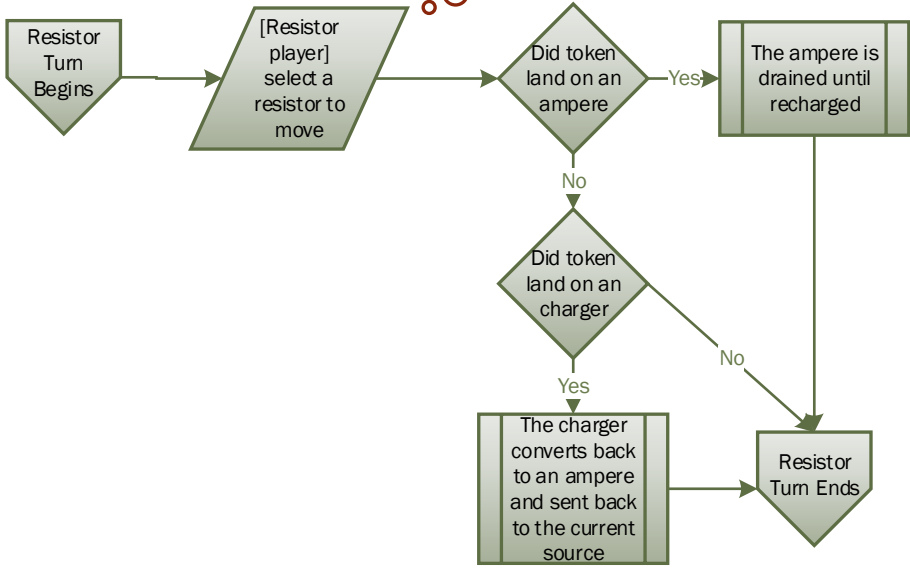 Resistor
Turn
Begins
[Resistor
player]
select a
resistor to
move
Did token
land on an
ampere
Yes
The ampere is
drained until
recharged
No
Did token
land on an
charger
No
Yes
The charger
converts back
to an ampere
and sent back
to the current
source
Resistor
Turn Ends